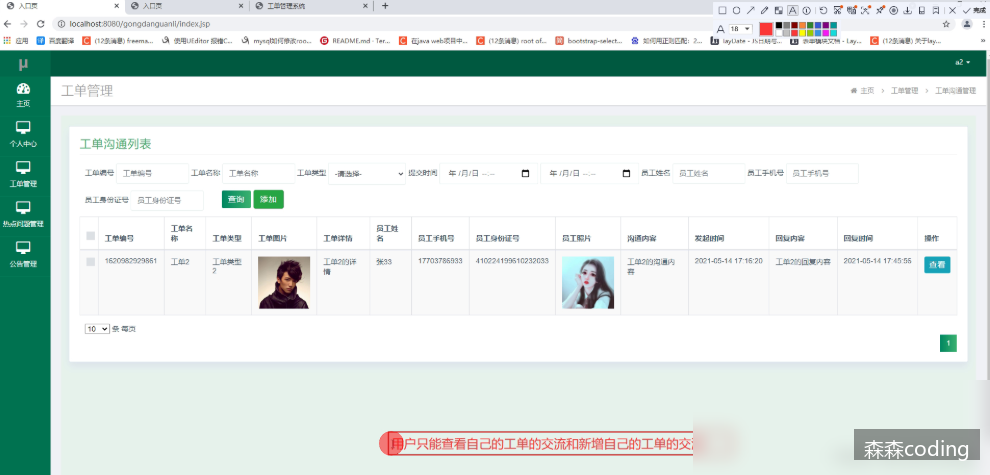 入口页
入口页
工单管理系统
localhost:8080/gongdanguanli/index.jsp
18
完成
应用
百度翻译
(12条消息) freema...
使用UEditor 报错C...
mysql如何修改roo...
README.md - Ter...
在java web项目中...
(12条消息) root of...
bootstrap-select...
如何用正则匹配：2...
layDate - JS日期与...
表单模块文档 - Lay...
(12条消息) 关于lay...
μ
a2
主页
个人中心
工单管理
热点问题管理
公告管理
工单管理
主页 > 工单管理 > 工单沟通管理
工单沟通列表
工单编号 工单编号 工单名称 工单名称 工单类型 -请选择- 提交时间 年 /月/日 --:-- 年 /月/日 --:-- 员工姓名 员工姓名 员工手机号 员工手机号
员工身份证号 员工身份证号 查询 添加
工单编号 工单名称 工单类型 工单图片 工单详情 员工姓名 员工手机号 员工身份证号 员工照片 沟通内容 发起时间 回复内容 回复时间 操作
1620982929861 工单2 工单类型2 工单2的详情 张33 17703786933 410224199610232033 工单2的沟通内容 2021-05-14 17:16:20 工单2的回复内容 2021-05-14 17:45:56 查看
10 条 每页
1
用户只能查看自己的工单的交流和新增自己的工单的交流
森森coding